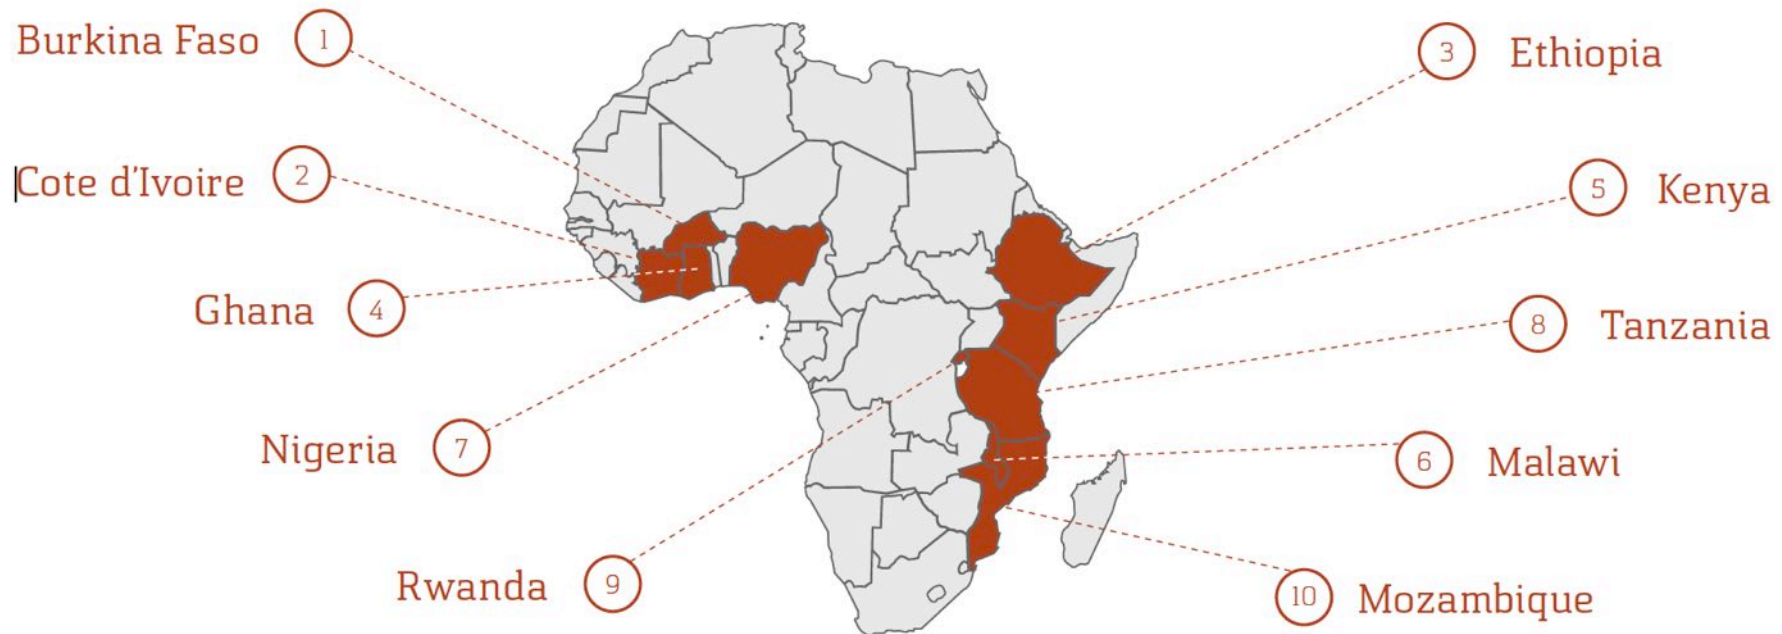 Burkina Faso 1
3 Ethiopia
Cote d'Ivoire 2
5 Kenya
Ghana 4
8 Tanzania
Nigeria 7
6 Malawi
Rwanda 9
10 Mozambique